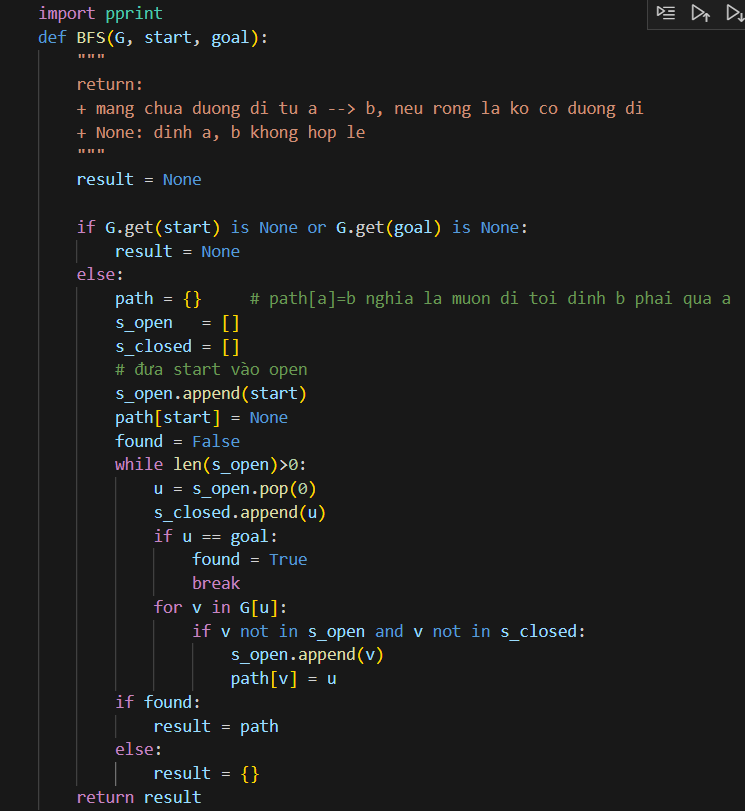 import pprint
def BFS(G, start, goal):
    """
    return:
    + mang chua duong di tu a --> b, neu rong la ko co duong di
    + None: dinh a, b khong hop le
    """
    result = None

    if G.get(start) is None or G.get(goal) is None:
        result = None
    else:
        path = {}     # path[a]=b nghia la muon di toi dinh b phai qua a
        s_open   = []
        s_closed = []
        # đưa start vào open
        s_open.append(start)
        path[start] = None
        found = False
        while len(s_open)>0:
            u = s_open.pop(0)
            s_closed.append(u)
            if u == goal:
                found = True
                break
            for v in G[u]:
                if v not in s_open and v not in s_closed:
                    s_open.append(v)
                    path[v] = u
        if found:
            result = path
        else:
            result = {}
    return result